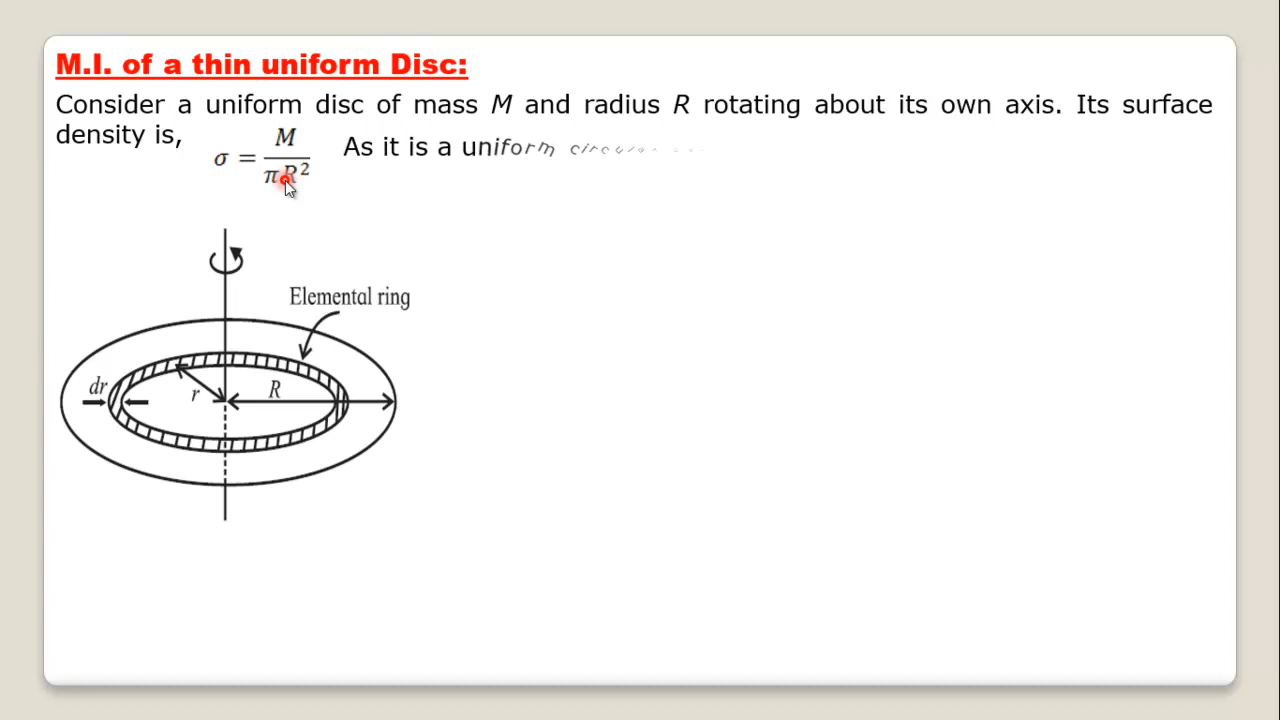 M.I. of a thin uniform Disc:
Consider a uniform disc of mass M and radius R rotating about its own axis. Its surface
density is,
σ = M / πR²
As it is a uniform
Elemental ring
dr
r
R